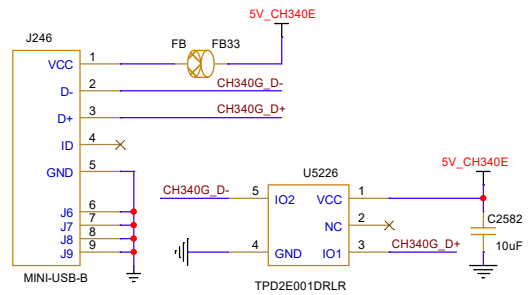 5V_CH340E
J246
FB
FB33
VCC
1
D-
2
CH340G_D-
D+
3
CH340G_D+
ID
4
GND
5
J6
6
J7
7
J8
8
J9
9
MINI-USB-B
U5226
5V_CH340E
CH340G_D-
5
IO2
VCC
1
NC
2
C2582
4
GND
IO1
3
CH340G_D+
10uF
TPD2E001DRLR